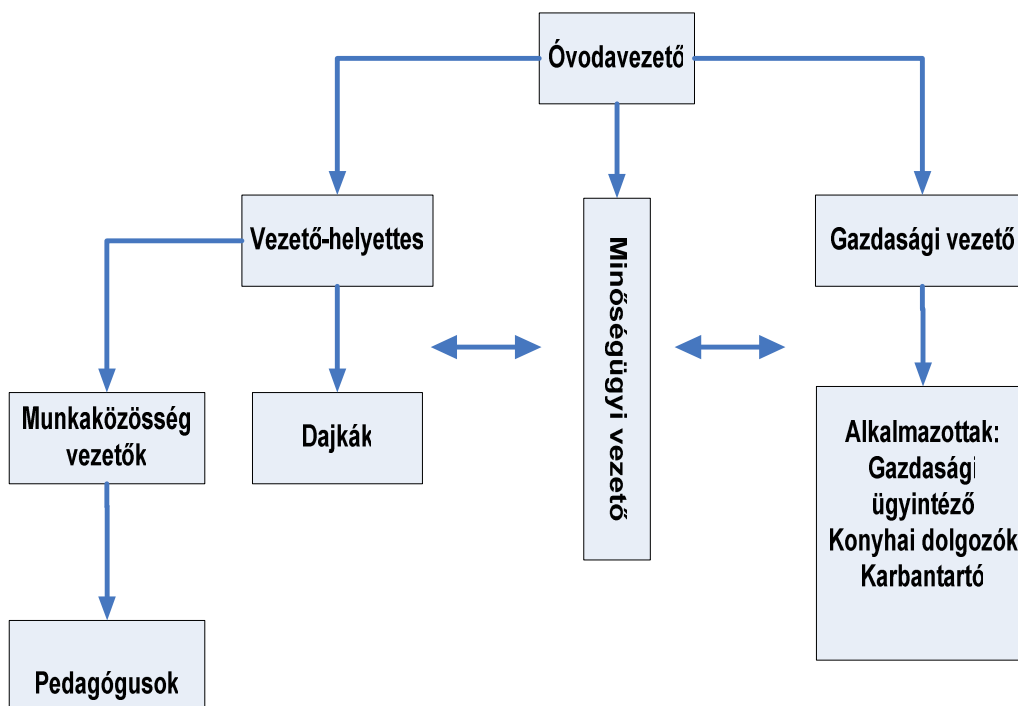 Óvodavezető
Vezető-helyettes
Minőségügyi vezető
Gazdasági vezető
Munkaközösség
vezetők
Dajkák
Alkalmazottak:
Gazdasági
ügyintéző
Konyhai dolgozók
Karbantartó
Pedagógusok